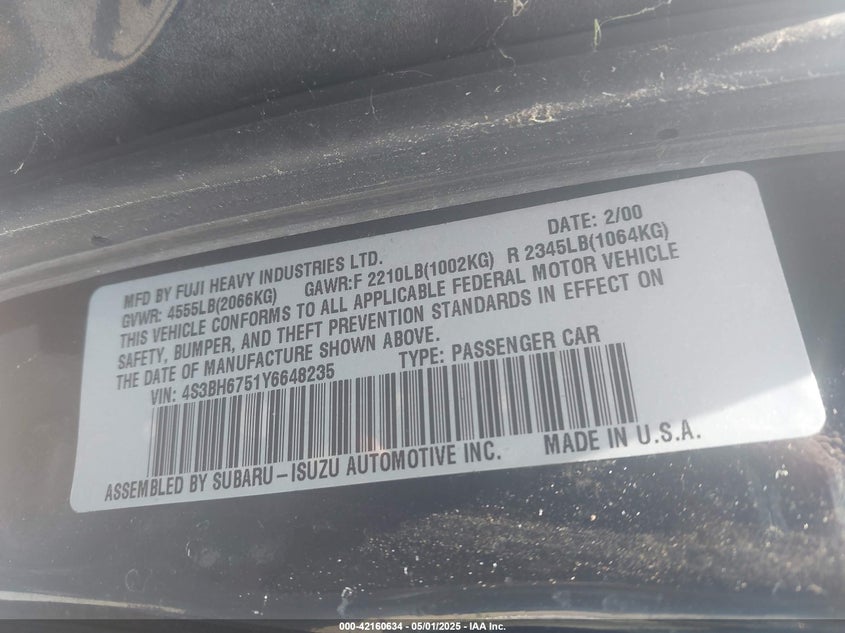 MFD BY FUJI HEAVY INDUSTRIES LTD. DATE: 2/00
GVWR: 4555LB(2066KG) GAWR:F 2210LB(1002KG) R 2345LB(1064KG)
THIS VEHICLE CONFORMS TO ALL APPLICABLE FEDERAL MOTOR VEHICLE
SAFETY, BUMPER, AND THEFT PREVENTION STANDARDS IN EFFECT ON
THE DATE OF MANUFACTURE SHOWN ABOVE.
VIN: 4S3BH6751Y6648235 TYPE: PASSENGER CAR
ASSEMBLED BY SUBARU-ISUZU AUTOMOTIVE INC. MADE IN U.S.A.
000-42160634 - 05/01/2025 - IAA Inc.